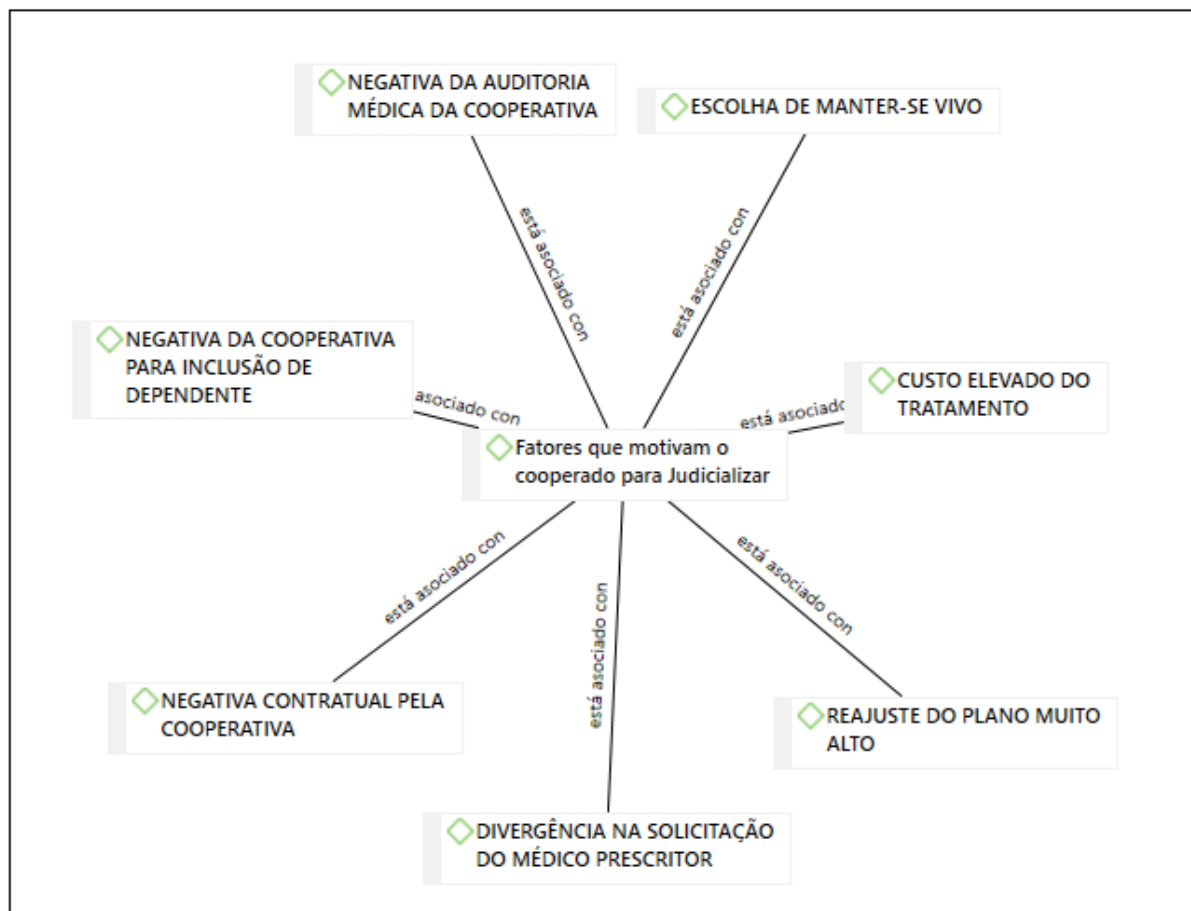 NEGATIVA DA AUDITORIA
MÉDICA DA COOPERATIVA
ESCOLHA DE MANTER-SE VIVO
está asociado con
está asociado con
NEGATIVA DA COOPERATIVA
PARA INCLUSÃO DE
DEPENDENTE
CUSTO ELEVADO DO
TRATAMENTO
asociado con
está asociado
Fatores que motivam o
cooperado para Judicializar
está asociado con
está asociado con
está asociado con
NEGATIVA CONTRATUAL PELA
COOPERATIVA
REAJUSTE DO PLANO MUITO
ALTO
DIVERGÊNCIA NA SOLICITAÇÃO
DO MÉDICO PRESCRITOR